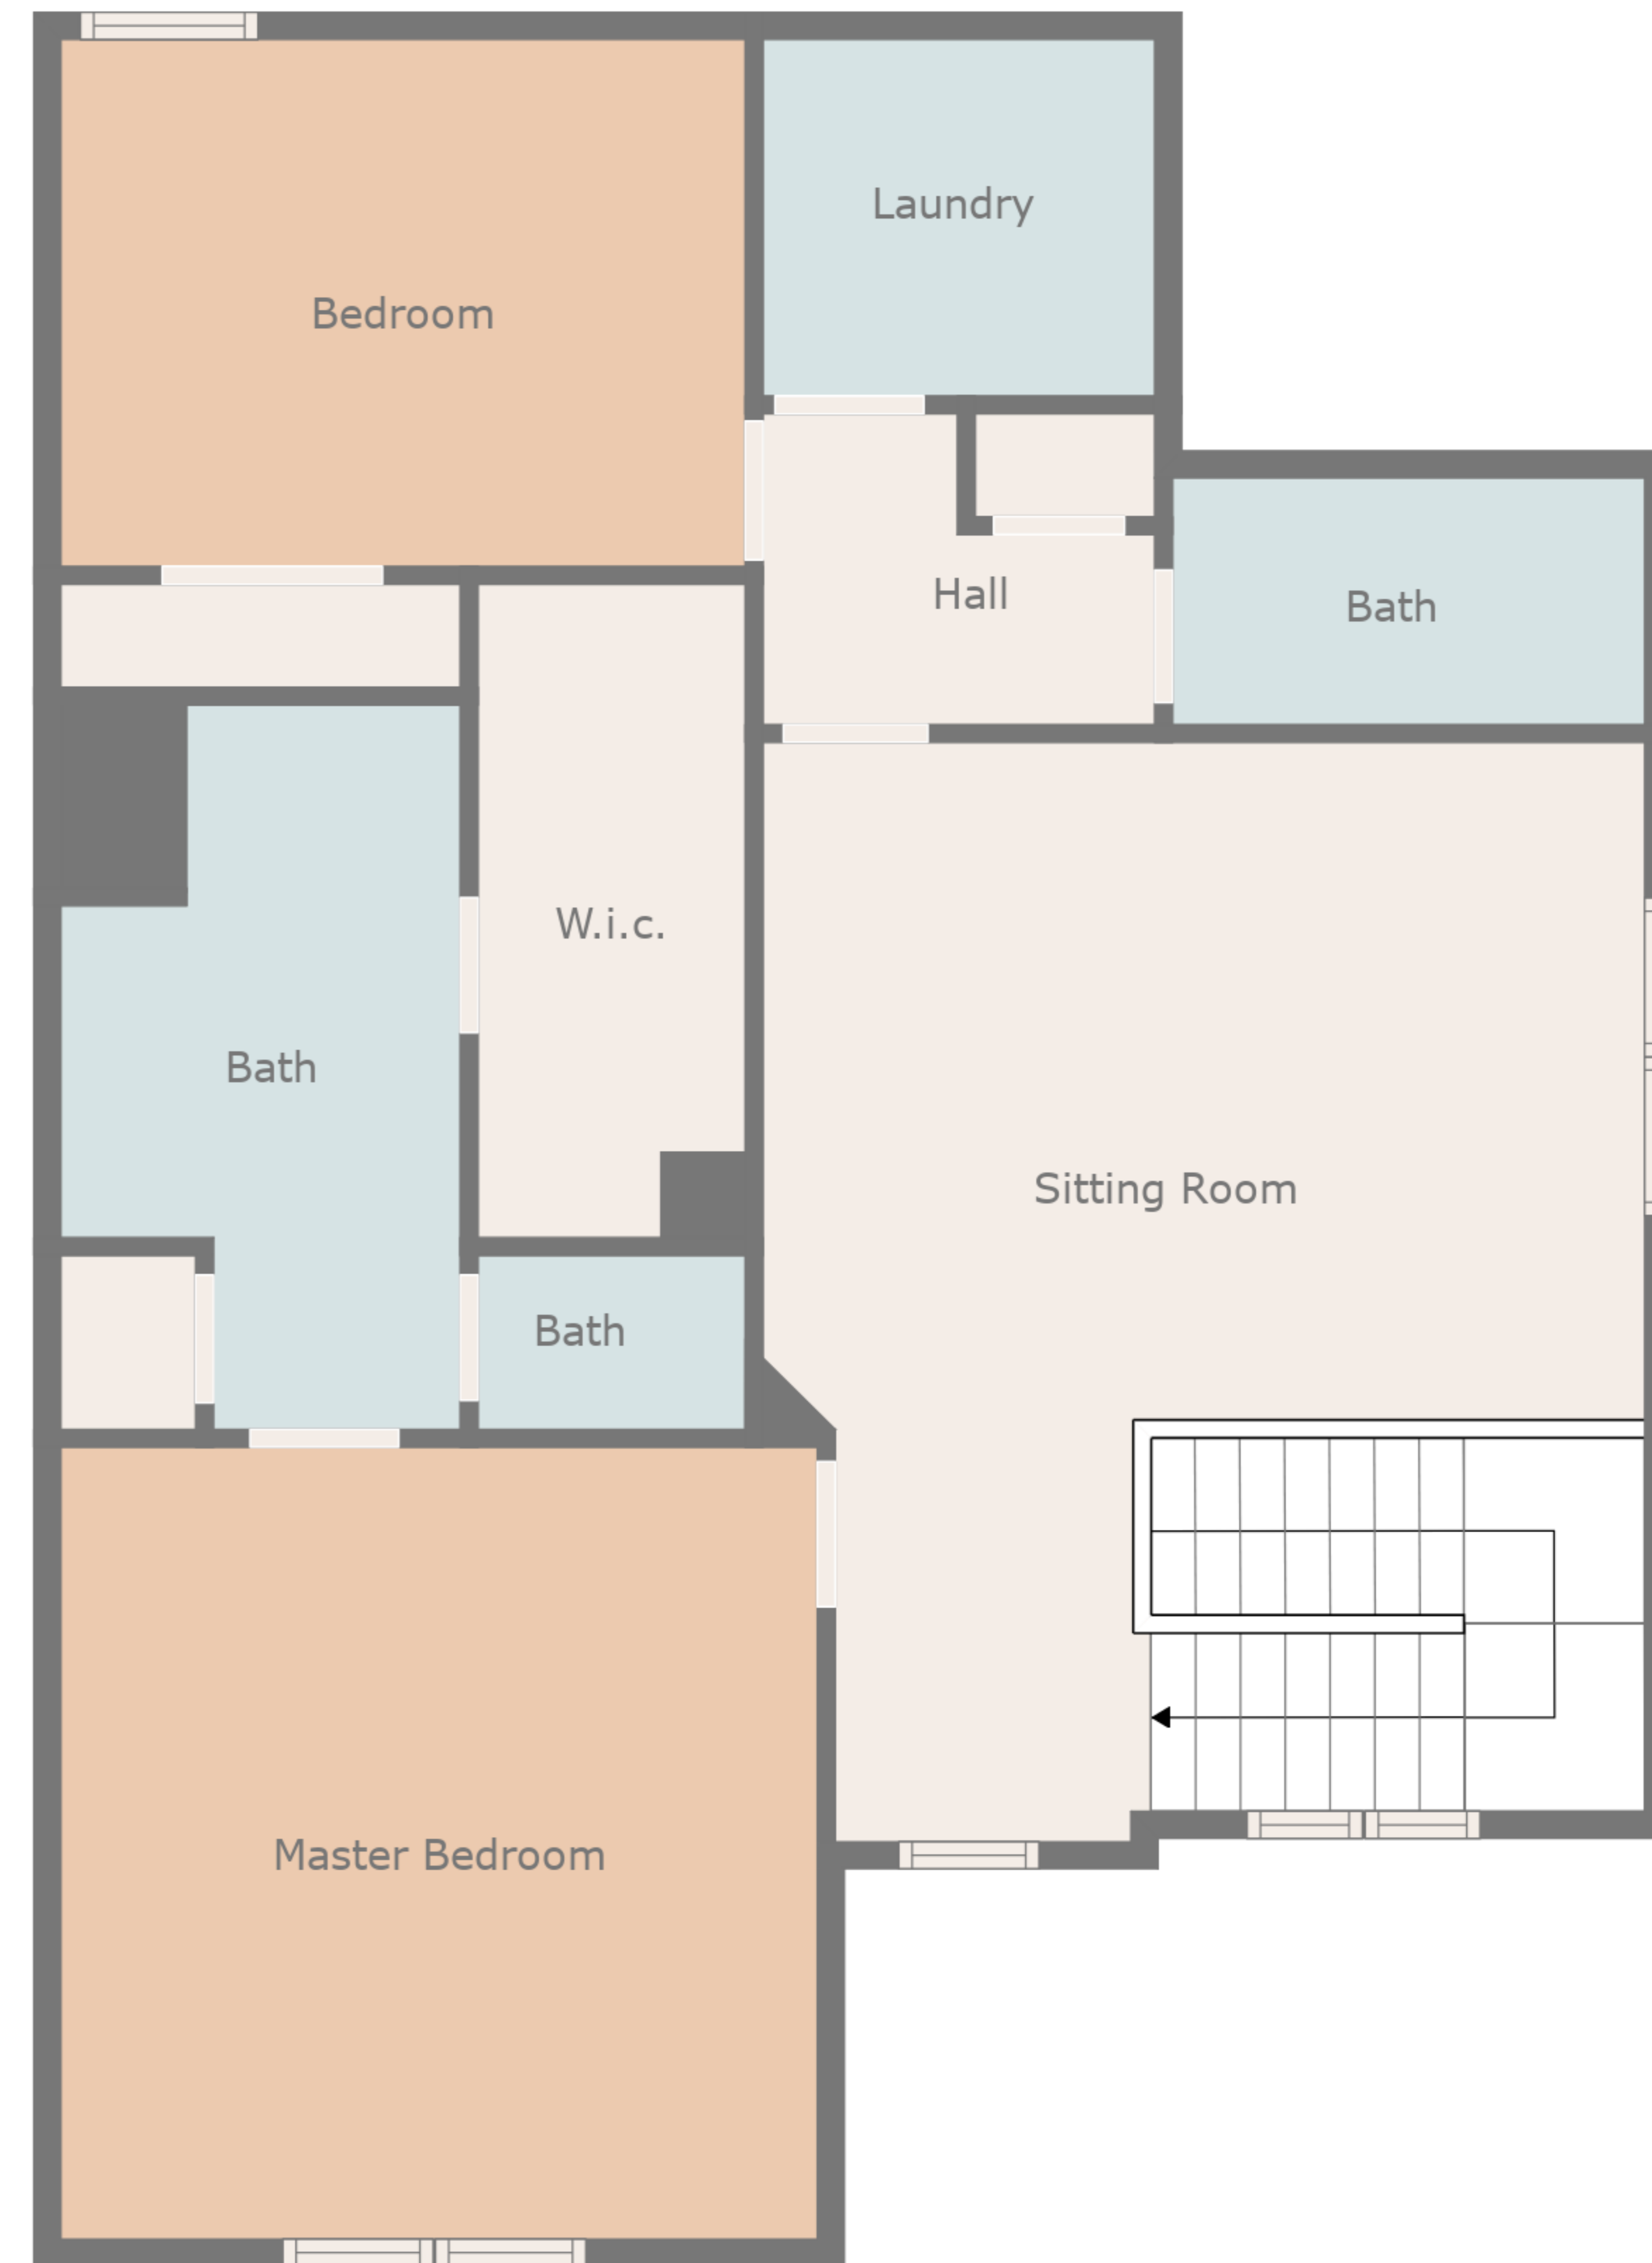 Laundry
Bedroom
Hall
Bath
W.i.c.
Bath
Sitting Room
Bath
Master Bedroom